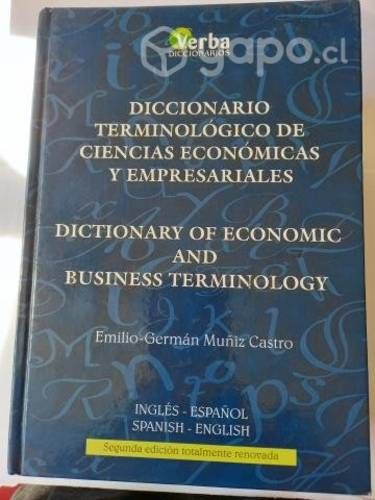 Verba
DICCIONARIOS
yapo.cl
DICCIONARIO
TERMINOLÓGICO DE
CIENCIAS ECONÓMICAS
Y EMPRESARIALES
DICTIONARY OF ECONOMIC
AND
BUSINESS TERMINOLOGY
Emilio-Germán Muñiz Castro
INGLÉS - ESPAÑOL
SPANISH - ENGLISH
Segunda edición totalmente renovada